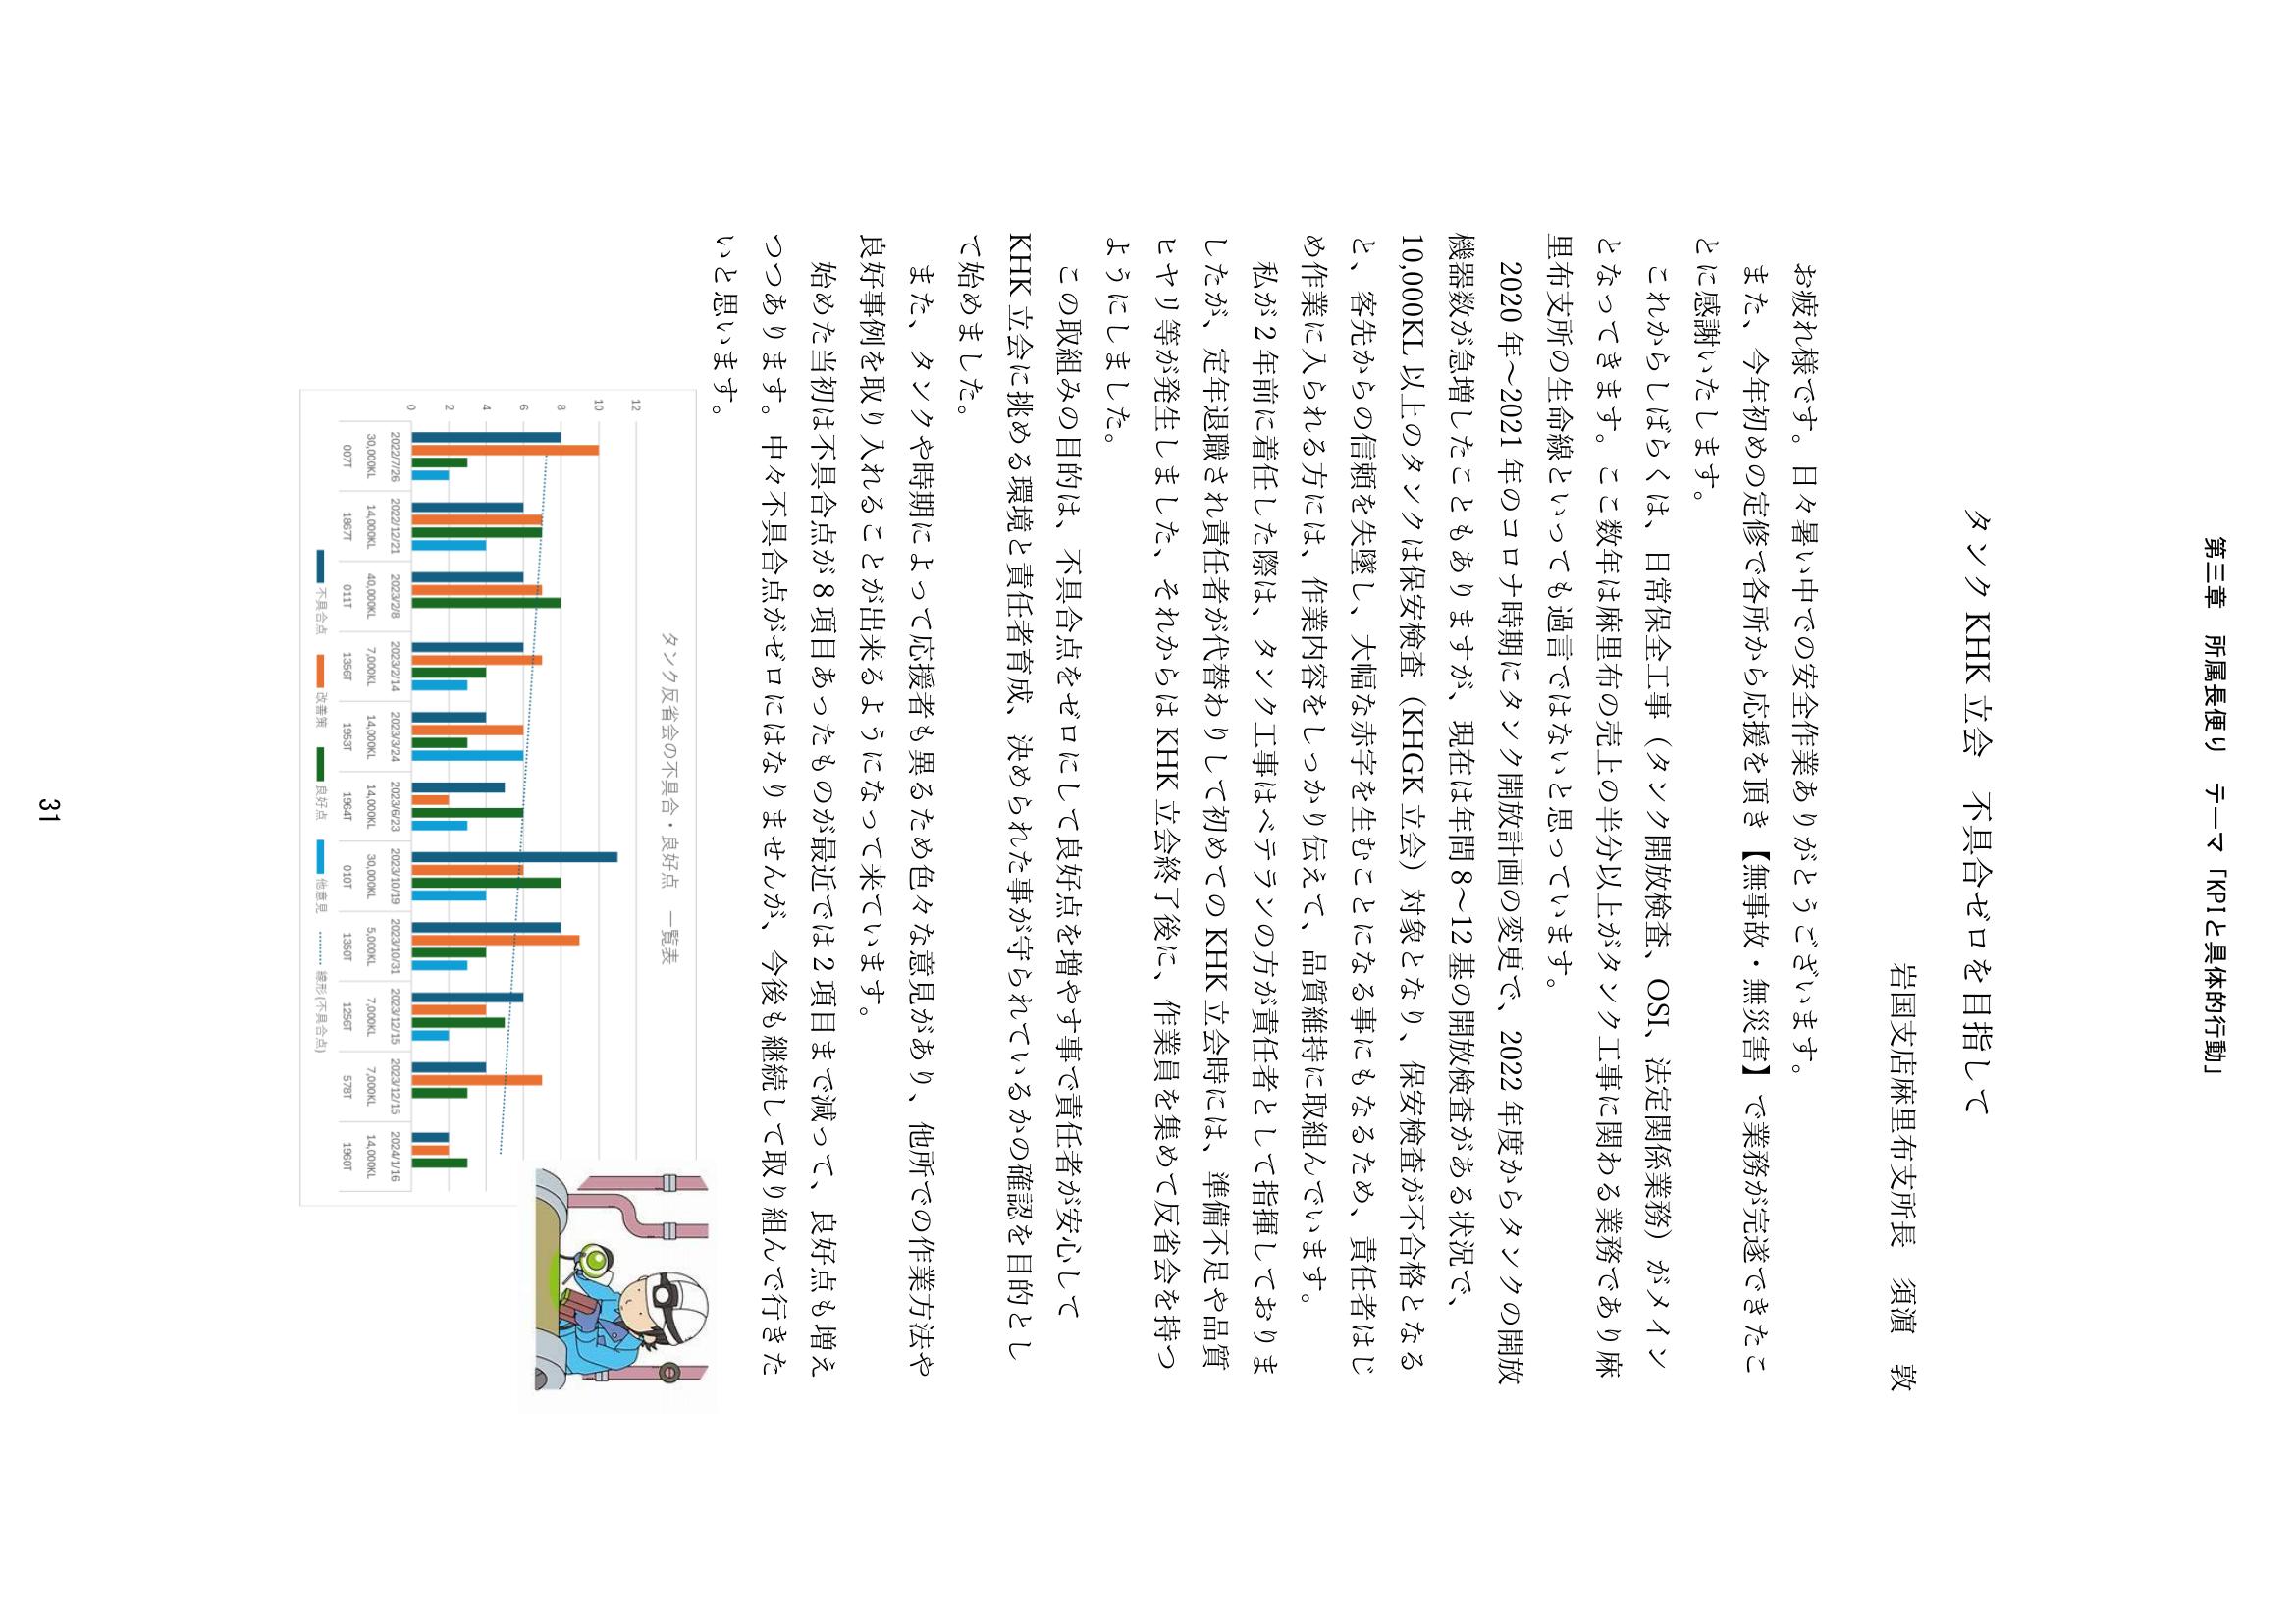 第三章　所属長便り　テーマ「KPIと具体的行動」
タンク KHK 立会　不具合ゼロを目指して
岩国支店麻里布支所長　須濵　敦
お疲れ様です。日々暑い中での安全作業ありがとうございます。
また、今年初めの定修で各所から応援を頂き【無事故・無災害】で業務が完遂できたこ
とに感謝いたします。
これからしばらくは、日常保全工事（タンク開放検査、OSI、法定関係業務）がメイン
となってきます。ここ数年は麻里布の売上の半分以上がタンク工事に関わる業務であり麻
里布支所の生命線といっても過言ではないと思っています。
2020 年～2021 年のコロナ時期にタンク開放計画の変更で、2022 年度からタンクの開放
機器数が急増したこともありますが、現在は年間 8～12 基の開放検査がある状況で、
10,000KL 以上のタンクは保安検査（KHGK 立会）対象となり、保安検査が不合格となる
と、客先からの信頼を失墜し、大幅な赤字を生むことになる事にもなるため、責任者はじ
め作業に入られる方には、作業内容をしっかり伝えて、品質維持に取組んでいます。
私が 2 年前に着任した際は、タンク工事はベテランの方が責任者として指揮しておりま
したが、定年退職され責任者が代替わりして初めての KHK 立会時には、準備不足や品質
ヒヤリ等が発生しました、それからは KHK 立会終了後に、作業員を集めて反省会を持つ
ようにしました。
この取組みの目的は、不具合点をゼロにして良好点を増やす事で責任者が安心して
KHK 立会に挑める環境と責任者育成、決められた事が守られているかの確認を目的とし
て始めました。
また、タンクや時期によって応援者も異るため色々な意見があり、他所での作業方法や
良好事例を取り入れることが出来るようになって来ています。
始めた当初は不具合点が 8 項目あったものが最近では 2 項目まで減って、良好点も増え
つつあります。中々不具合点がゼロにはなりませんが、今後も継続して取り組んで行きた
いと思います。
タンク反省会の不具合・良好点　一覧表
12
10
8
6
4
2
0
2022/7/26 2022/12/21 2023/2/8 2023/2/14 2023/3/24 2023/6/23 2023/10/19 2023/10/31 2023/12/15 2023/12/15 2024/1/16
30,000KL 14,000KL 40,000KL 7,000KL 14,000KL 14,000KL 30,000KL 5,000KL 7,000KL 7,000KL 14,000KL
007T 1867T 011T 1356T 1953T 1964T 010T 1350T 1256T 578T 1960T
不具合点 改善策 良好点 他意見 線形 (不具合点)
31